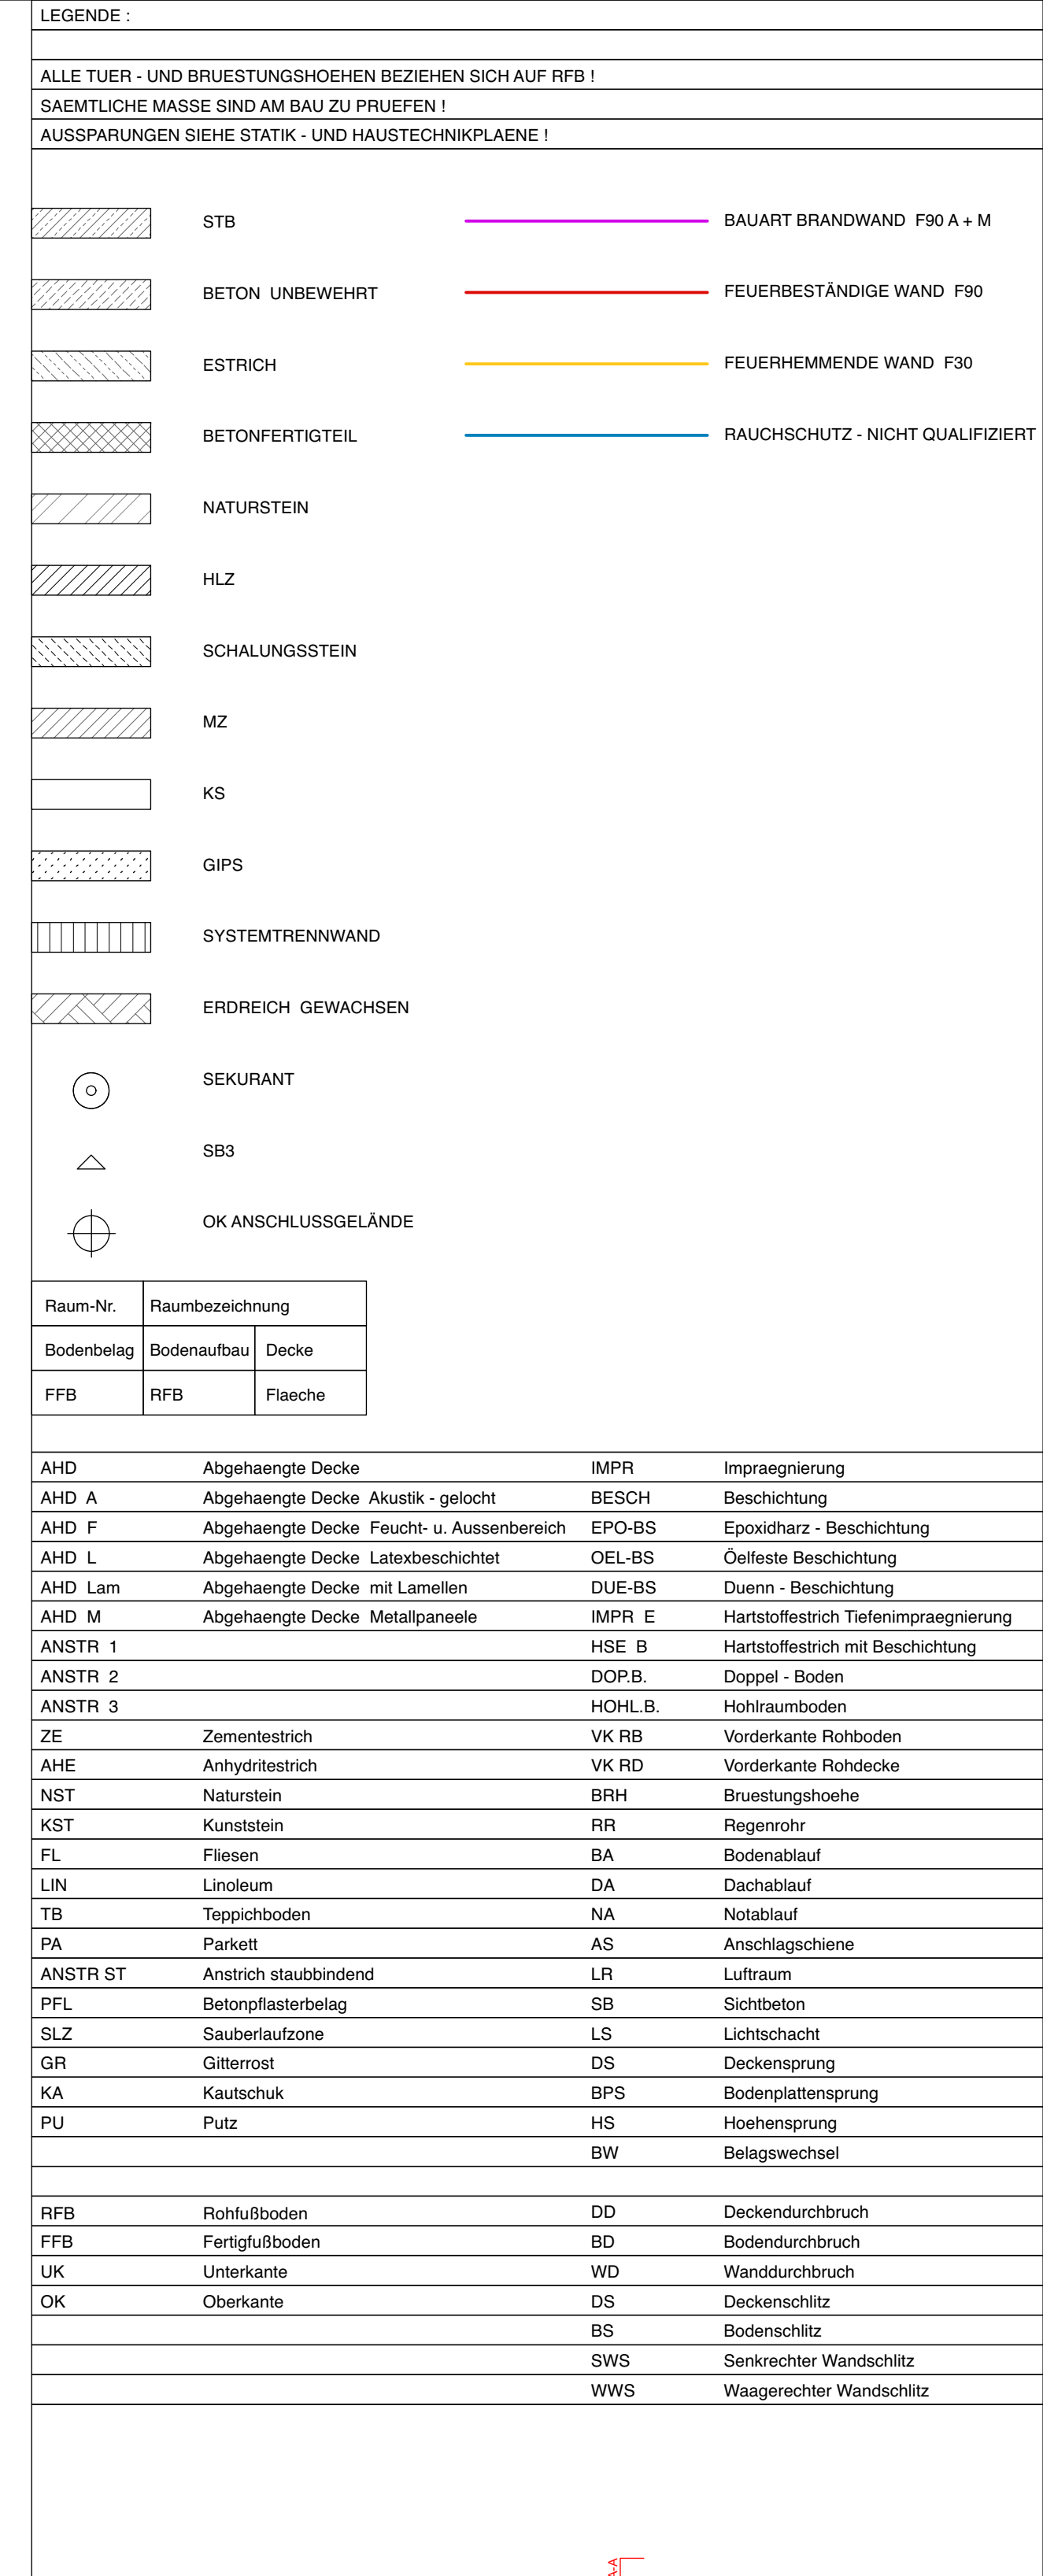 LEGENDE :
ALLE TUER - UND BRUESTUNGSHOEHEN BEZIEHEN SICH AUF RFB !
SAEMTLICHE MASSE SIND AM BAU ZU PRUEFEN !
AUSSPARUNGEN SIEHE STATIK - UND HAUSTECHNIKPLAENE !
STB BAUART BRANDWAND F90 A + M
BETON UNBEWEHRT FEUERBESTÄNDIGE WAND F90
ESTRICH FEUERHEMMENDE WAND F30
BETONFERTIGTEIL RAUCHSCHUTZ - NICHT QUALIFIZIERT
NATURSTEIN
HLZ
SCHALUNGSSTEIN
MZ
KS
GIPS
SYSTEMTRENNWAND
ERDREICH GEWACHSEN
SEKURANT
SB3
OK ANSCHLUSSGELÄNDE
Raum-Nr. Raumbezeichnung
Bodenbelag Bodenaufbau Decke
FFB RFB Flaeche
AHD Abgehaengte Decke IMPR Impraegnierung
AHD A Abgehaengte Decke Akustik - gelocht BESCH Beschichtung
AHD F Abgehaengte Decke Feucht- u. Aussenbereich EPO-BS Epoxidharz - Beschichtung
AHD L Abgehaengte Decke Latexbeschichtet OEL-BS Öelfeste Beschichtung
AHD Lam Abgehaengte Decke mit Lamellen DUE-BS Duenn - Beschichtung
AHD M Abgehaengte Decke Metallpaneele IMPR E Hartstoffestrich Tiefenimpraegnierung
ANSTR 1 HSE B Hartstoffestrich mit Beschichtung
ANSTR 2 DOP.B. Doppel - Boden
ANSTR 3 HOHL.B. Hohlraumboden
ZE Zementestrich VK RB Vorderkante Rohboden
AHE Anhydritestrich VK RD Vorderkante Rohdecke
NST Naturstein BRH Bruestungshoehe
KST Kunststein RR Regenrohr
FL Fliesen BA Bodenablauf
LIN Linoleum DA Dachablauf
TB Teppichboden NA Notablauf
PA Parkett AS Anschlagschiene
ANSTR ST Anstrich staubbindend LR Luftraum
PFL Betonpflasterbelag SB Sichtbeton
SLZ Sauberlaufzone LS Lichtschacht
GR Gitterrost DS Deckensprung
KA Kautschuk BPS Bodenplattensprung
PU Putz HS Hoehensprung
BW Belagswechsel
RFB Rohfußboden DD Deckendurchbruch
FFB Fertigfußboden BD Bodendurchbruch
UK Unterkante WD Wanddurchbruch
OK Oberkante DS Deckenschlitz
BS Bodenschlitz
SWS Senkrechter Wandschlitz
WWS Waagerechter Wandschlitz
A-A